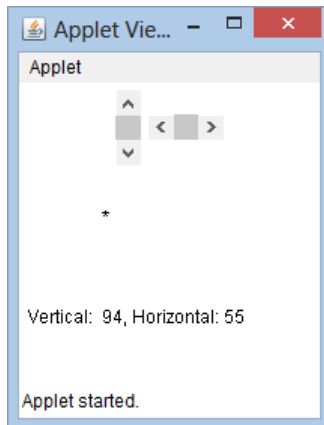 Applet Vie...
Applet
*
Vertical: 94, Horizontal: 55
Applet started.